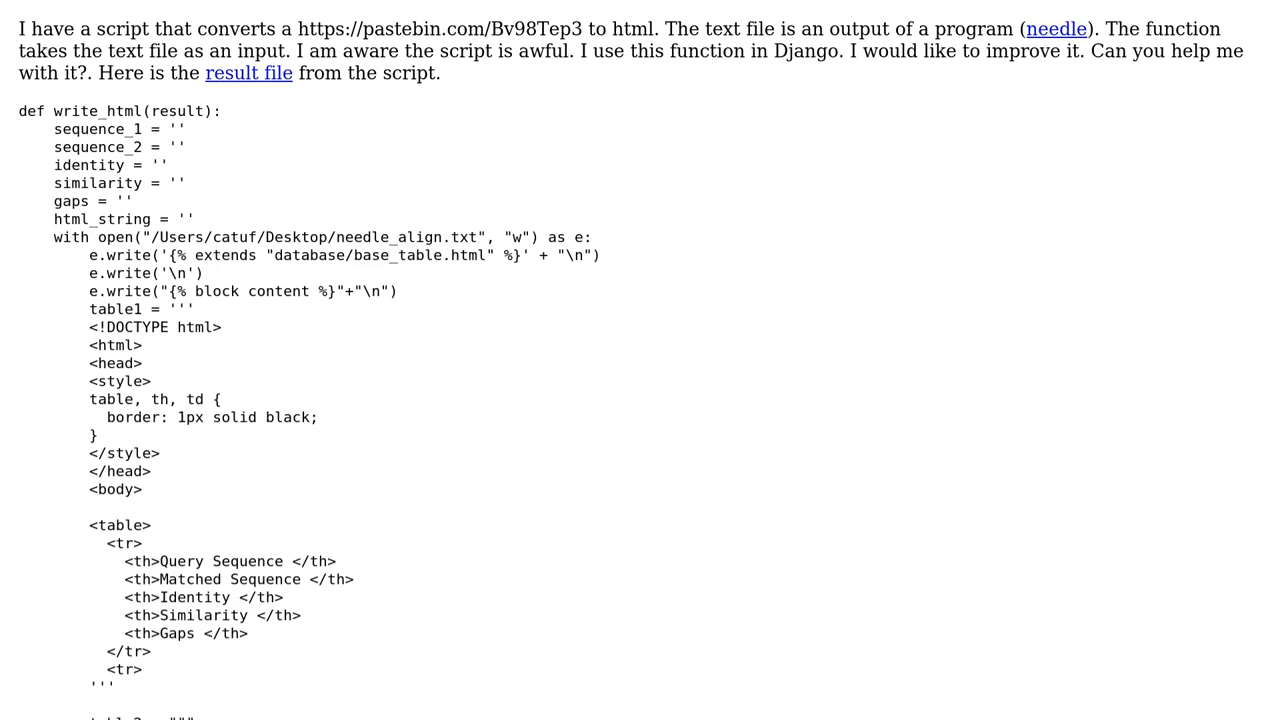 I have a script that converts a https://pastebin.com/Bv98Tep3 to html. The text file is an output of a program (needle). The function
takes the text file as an input. I am aware the script is awful. I use this function in Django. I would like to improve it. Can you help me
with it?. Here is the result file from the script.
def write_html(result):
    sequence_1 = ''
    sequence_2 = ''
    identity = ''
    similarity = ''
    gaps = ''
    html_string = ''
    with open("/Users/catuf/Desktop/needle_align.txt", "w") as e:
        e.write('{% extends "database/base_table.html" %}' + "\n")
        e.write('\n')
        e.write("{% block content %}"+"\n")
        table1 = '''
        <!DOCTYPE html>
        <html>
        <head>
        <style>
        table, th, td {
          border: 1px solid black;
        }
        </style>
        </head>
        <body>
        <table>
          <tr>
            <th>Query Sequence </th>
            <th>Matched Sequence </th>
            <th>Identity </th>
            <th>Similarity </th>
            <th>Gaps </th>
          </tr>
          <tr>
        '''